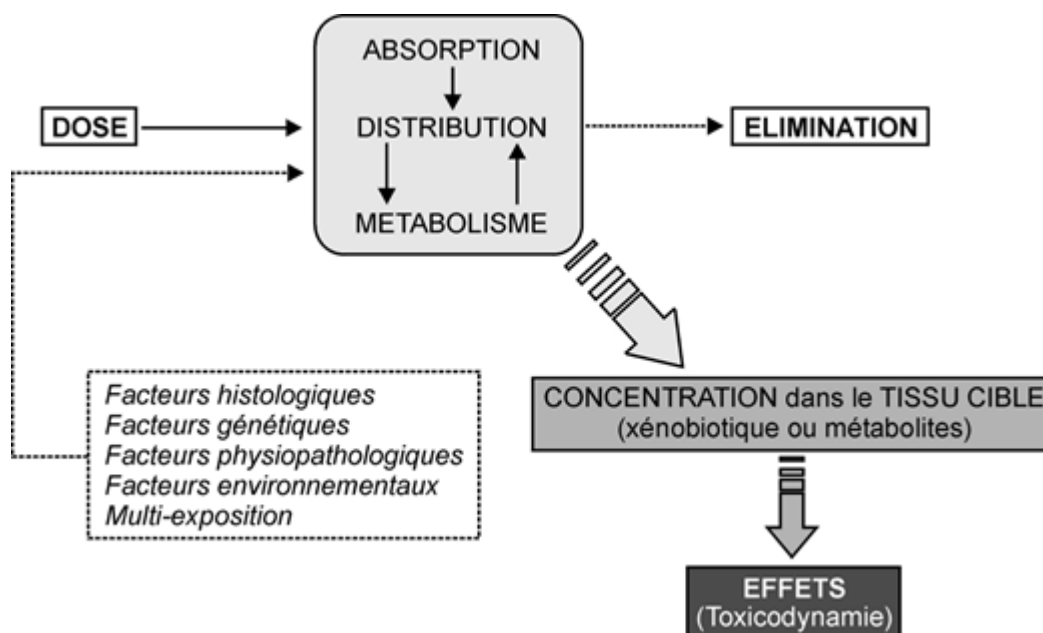 ABSORPTION
DOSE
DISTRIBUTION
ELIMINATION
METABOLISME
Facteurs histologiques
Facteurs génétiques
Facteurs physiopathologiques
Facteurs environnementaux
Multi-exposition
CONCENTRATION dans le TISSU CIBLE
(xénobiotique ou métabolites)
EFFETS
(Toxicodynamie)